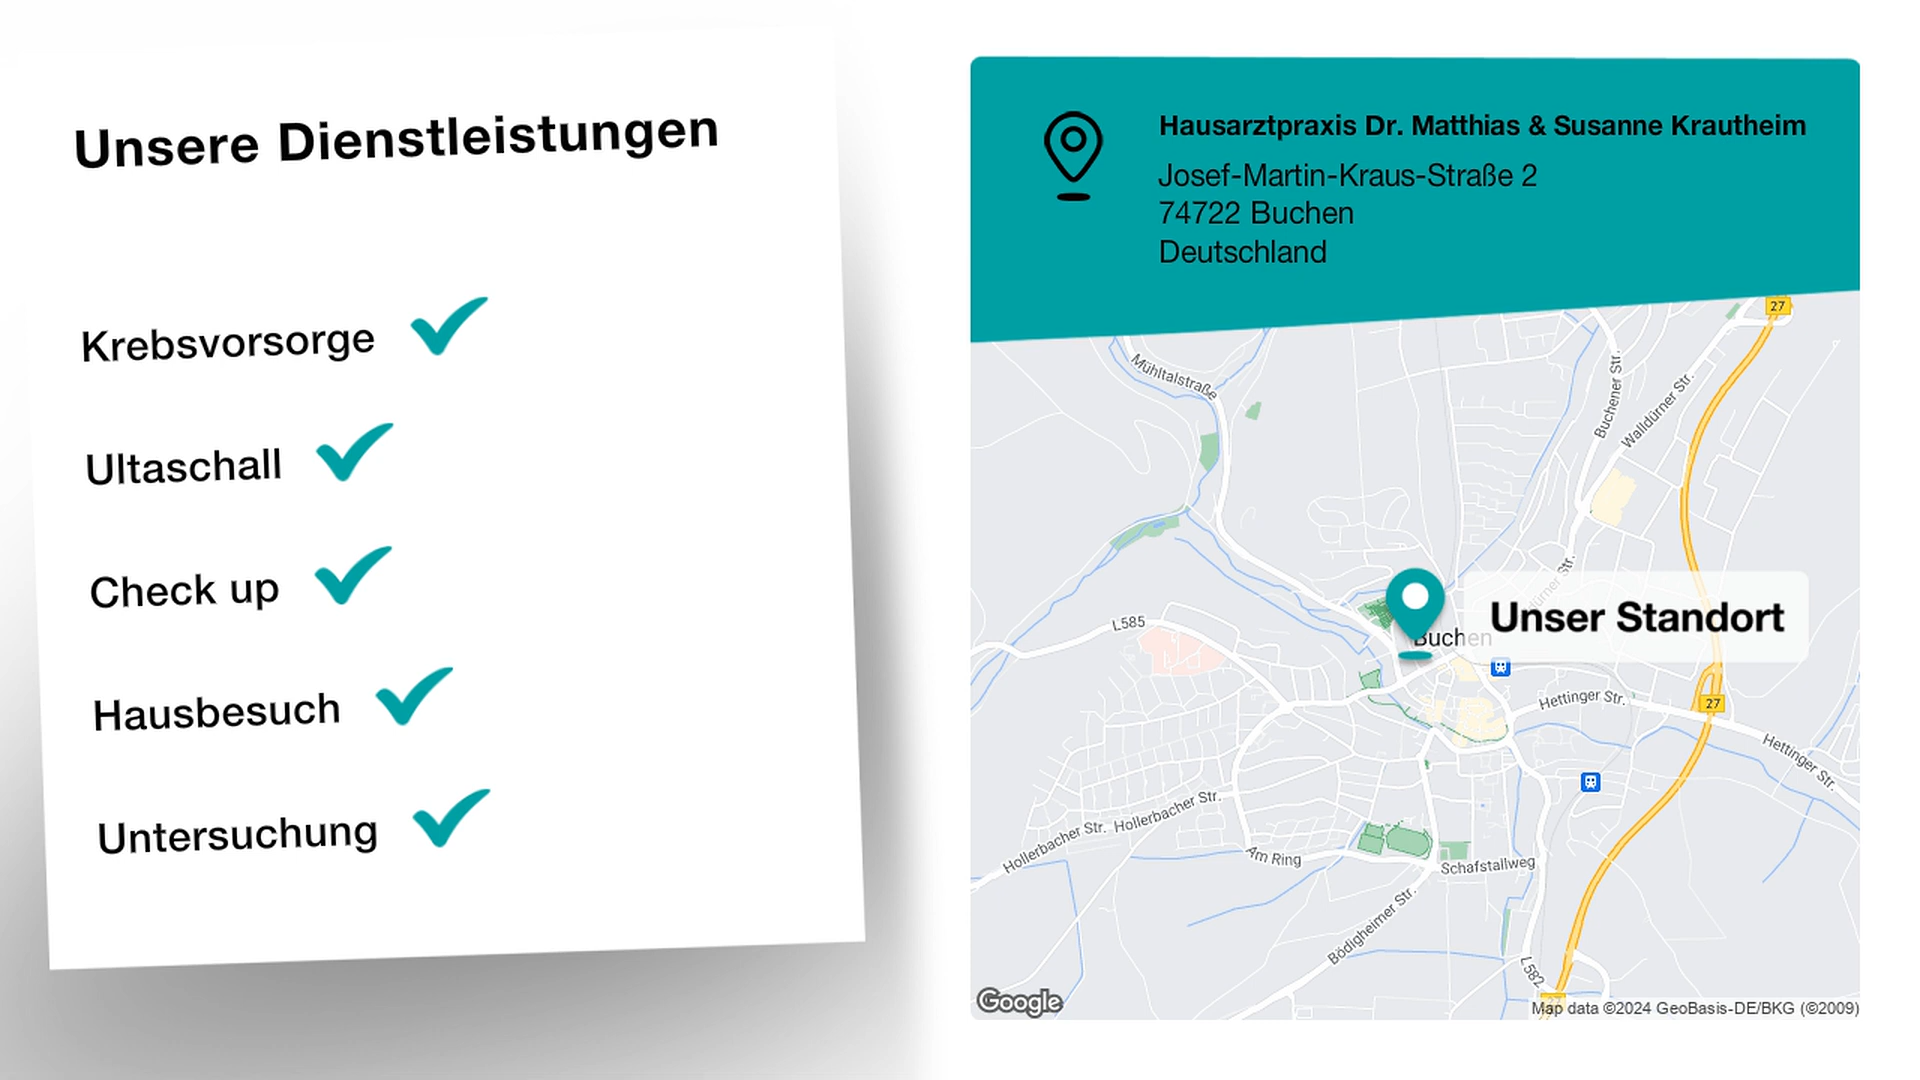 Unsere Dienstleistungen
Krebsvorsorge
Ultaschall
Check up
Hausbesuch
Untersuchung
Hausarztpraxis Dr. Matthias & Susanne Krautheim
Josef-Martin-Kraus-Straße 2
74722 Buchen
Deutschland
27
Mühltalstraße
Buchener Str.
Walldürner Str.
L585
Buchen
Unser Standort
Hettinger Str.
27
Hettinger Str.
Hollerbacher Str.
Hollerbacher Str.
Am Ring
Schafstallweg
Bödigheimer Str.
L582
Google
Map data ©2024 GeoBasis-DE/BKG (©2009)